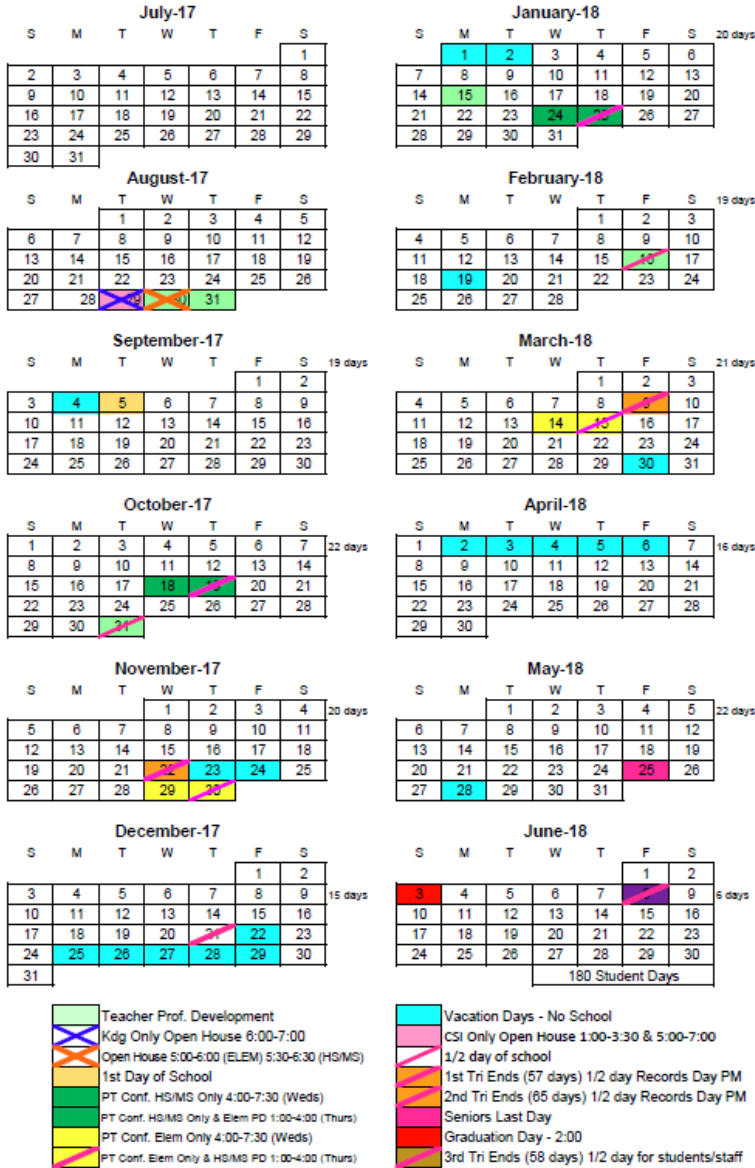 July-17
S M T W T F S
1
2 3 4 5 6 7 8
9 10 11 12 13 14 15
16 17 18 19 20 21 22
23 24 25 26 27 28 29
30 31
August-17
S M T W T F S
1 2 3 4 5
6 7 8 9 10 11 12
13 14 15 16 17 18 19
20 21 22 23 24 25 26
27 28 29 30 31
September-17
S M T W T F S 19 days
1 2
3 4 5 6 7 8 9
10 11 12 13 14 15 16
17 18 19 20 21 22 23
24 25 26 27 28 29 30
October-17
S M T W T F S
1 2 3 4 5 6 7 22 days
8 9 10 11 12 13 14
15 16 17 18 19 20 21
22 23 24 25 26 27 28
29 30 31
November-17
S M T W T F S
1 2 3 4 20 days
5 6 7 8 9 10 11
12 13 14 15 16 17 18
19 20 21 22 23 24 25
26 27 28 29 30
December-17
S M T W T F S
1 2
3 4 5 6 7 8 9 15 days
10 11 12 13 14 15 16
17 18 19 20 21 22 23
24 25 26 27 28 29 30
31
January-18
S M T W T F S 20 days
1 2 3 4 5 6
7 8 9 10 11 12 13
14 15 16 17 18 19 20
21 22 23 24 25 26 27
28 29 30 31
February-18
S M T W T F S 19 days
1 2 3
4 5 6 7 8 9 10
11 12 13 14 15 16 17
18 19 20 21 22 23 24
25 26 27 28
March-18
S M T W T F S 21 days
1 2 3
4 5 6 7 8 9 10
11 12 13 14 15 16 17
18 19 20 21 22 23 24
25 26 27 28 29 30 31
April-18
S M T W T F S
1 2 3 4 5 6 7 16 days
8 9 10 11 12 13 14
15 16 17 18 19 20 21
22 23 24 25 26 27 28
29 30
May-18
S M T W T F S
1 2 3 4 5 22 days
6 7 8 9 10 11 12
13 14 15 16 17 18 19
20 21 22 23 24 25 26
27 28 29 30 31
June-18
S M T W T F S
1 2
3 4 5 6 7 8 9 6 days
10 11 12 13 14 15 16
17 18 19 20 21 22 23
24 25 26 27 28 29 30
180 Student Days
Teacher Prof. Development
Kdg Only Open House 6:00-7:00
Open House 5:00-6:00 (ELEM) 5:30-6:30 (HS/MS)
1st Day of School
PT Conf. HS/MS Only 4:00-7:30 (Weds)
PT Conf. HS/MS Only & Elem PD 1:00-4:00 (Thurs)
PT Conf. Elem Only 4:00-7:30 (Weds)
PT Conf. Elem Only & HS/MS PD 1:00-4:00 (Thurs)
Vacation Days - No School
CSI Only Open House 1:00-3:30 & 5:00-7:00
1/2 day of school
1st Tri Ends (57 days) 1/2 day Records Day PM
2nd Tri Ends (65 days) 1/2 day Records Day PM
Seniors Last Day
Graduation Day - 2:00
3rd Tri Ends (58 days) 1/2 day for students/staff